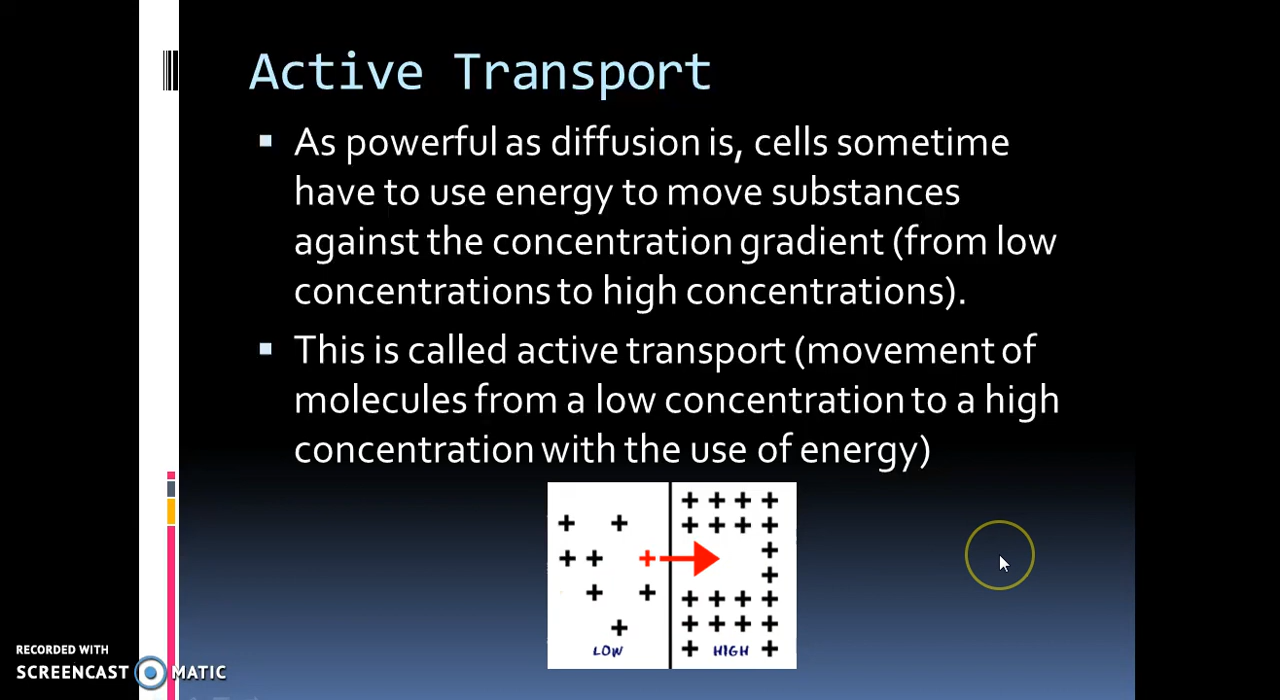 Active Transport
As powerful as diffusion is, cells sometime
have to use energy to move substances
against the concentration gradient (from low
concentrations to high concentrations).
This is called active transport (movement of
molecules from a low concentration to a high
concentration with the use of energy)
LOW
HIGH
RECORDED WITH
SCREENCAST MATIC